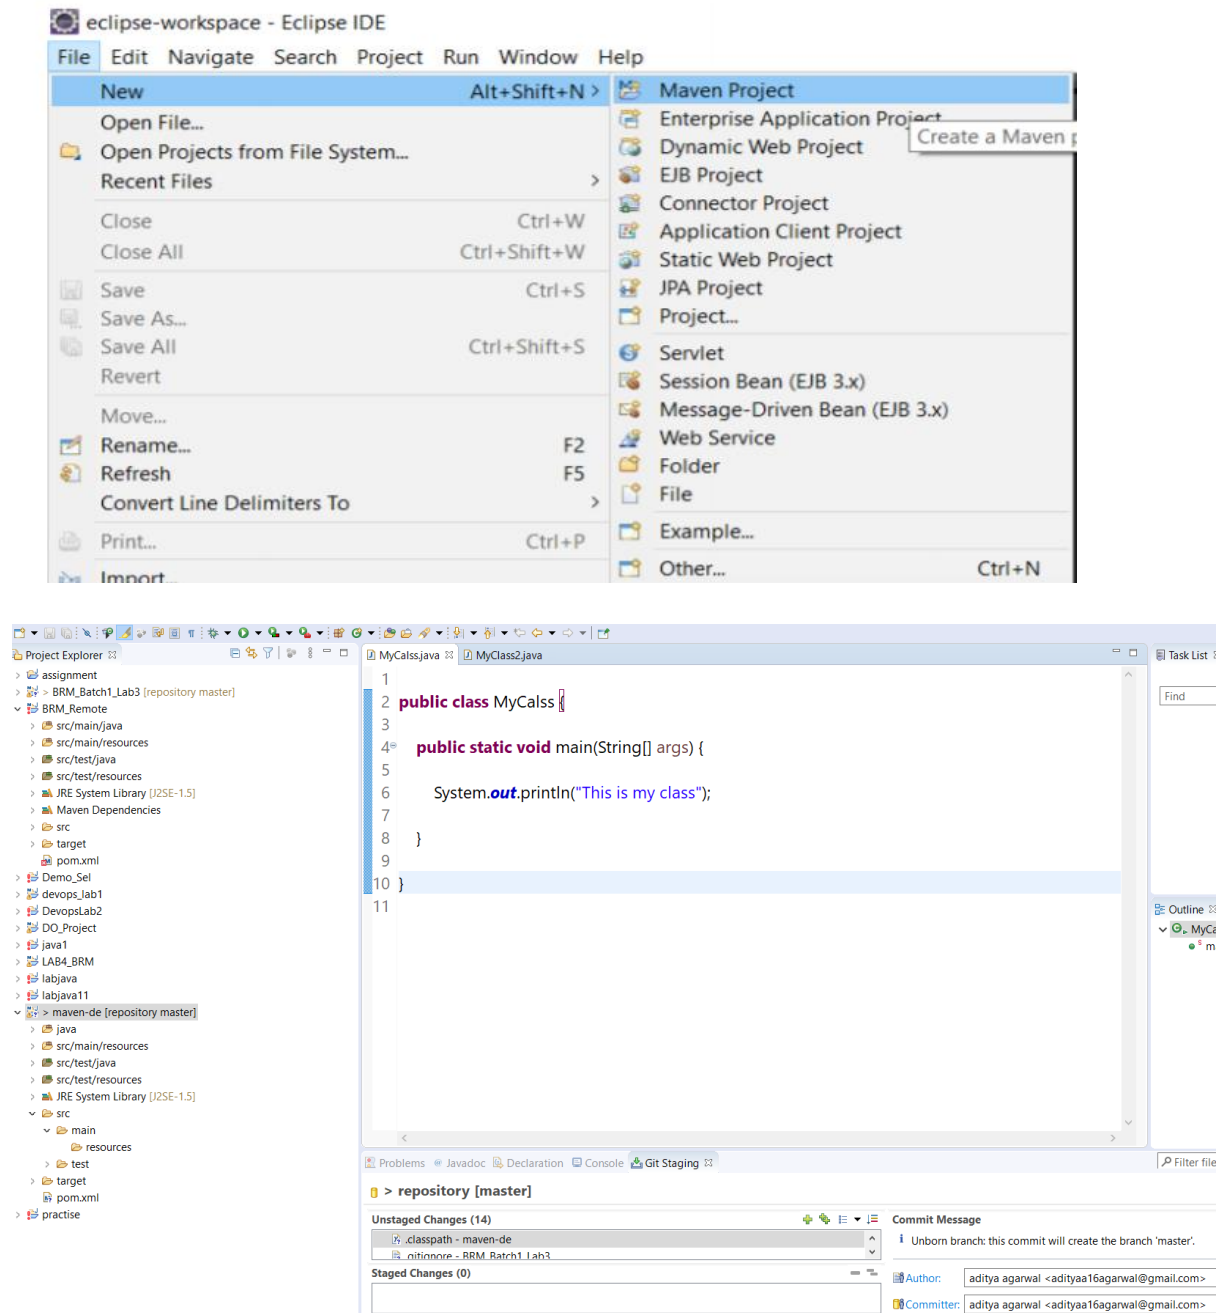 eclipse-workspace - Eclipse IDE
File Edit Navigate Search Project Run Window Help
New Alt+Shift+N >
Open File...
Open Projects from File System...
Recent Files >
Close Ctrl+W
Close All Ctrl+Shift+W
Save Ctrl+S
Save As...
Save All Ctrl+Shift+S
Revert
Move...
Rename... F2
Refresh F5
Convert Line Delimiters To >
Print... Ctrl+P
Import...
Maven Project
Enterprise Application Project
Create a Maven p
Dynamic Web Project
EJB Project
Connector Project
Application Client Project
Static Web Project
JPA Project
Project...
Servlet
Session Bean (EJB 3.x)
Message-Driven Bean (EJB 3.x)
Web Service
Folder
File
Example...
Other... Ctrl+N
Project Explorer
assignment
> BRM_Batch1_Lab3 [repository master]
BRM_Remote
src/main/java
src/main/resources
src/test/java
src/test/resources
JRE System Library [J2SE-1.5]
Maven Dependencies
src
target
pom.xml
Demo_Sel
devops_lab1
DevopsLab2
DO_Project
java1
LAB4_BRM
labjava
labjava11
> maven-de [repository master]
java
src/main/resources
src/test/java
src/test/resources
JRE System Library [J2SE-1.5]
src
main
resources
test
target
pom.xml
practise
MyCalss.java MyClass2.java
1
2 public class MyCalss {
3
4 public static void main(String[] args) {
5
6 System.out.println("This is my class");
7
8 }
9
10 }
11
Task List
Find
Outline
MyCa
m
Problems Javadoc Declaration Console Git Staging
Filter file
> repository [master]
Unstaged Changes (14)
.classpath - maven-de
.gitignore - BRM_Batch1_Lab3
Staged Changes (0)
Commit Message
Unborn branch: this commit will create the branch 'master'.
Author: aditya agarwal <adityaa16agarwal@gmail.com>
Committer: aditya agarwal <adityaa16agarwal@gmail.com>